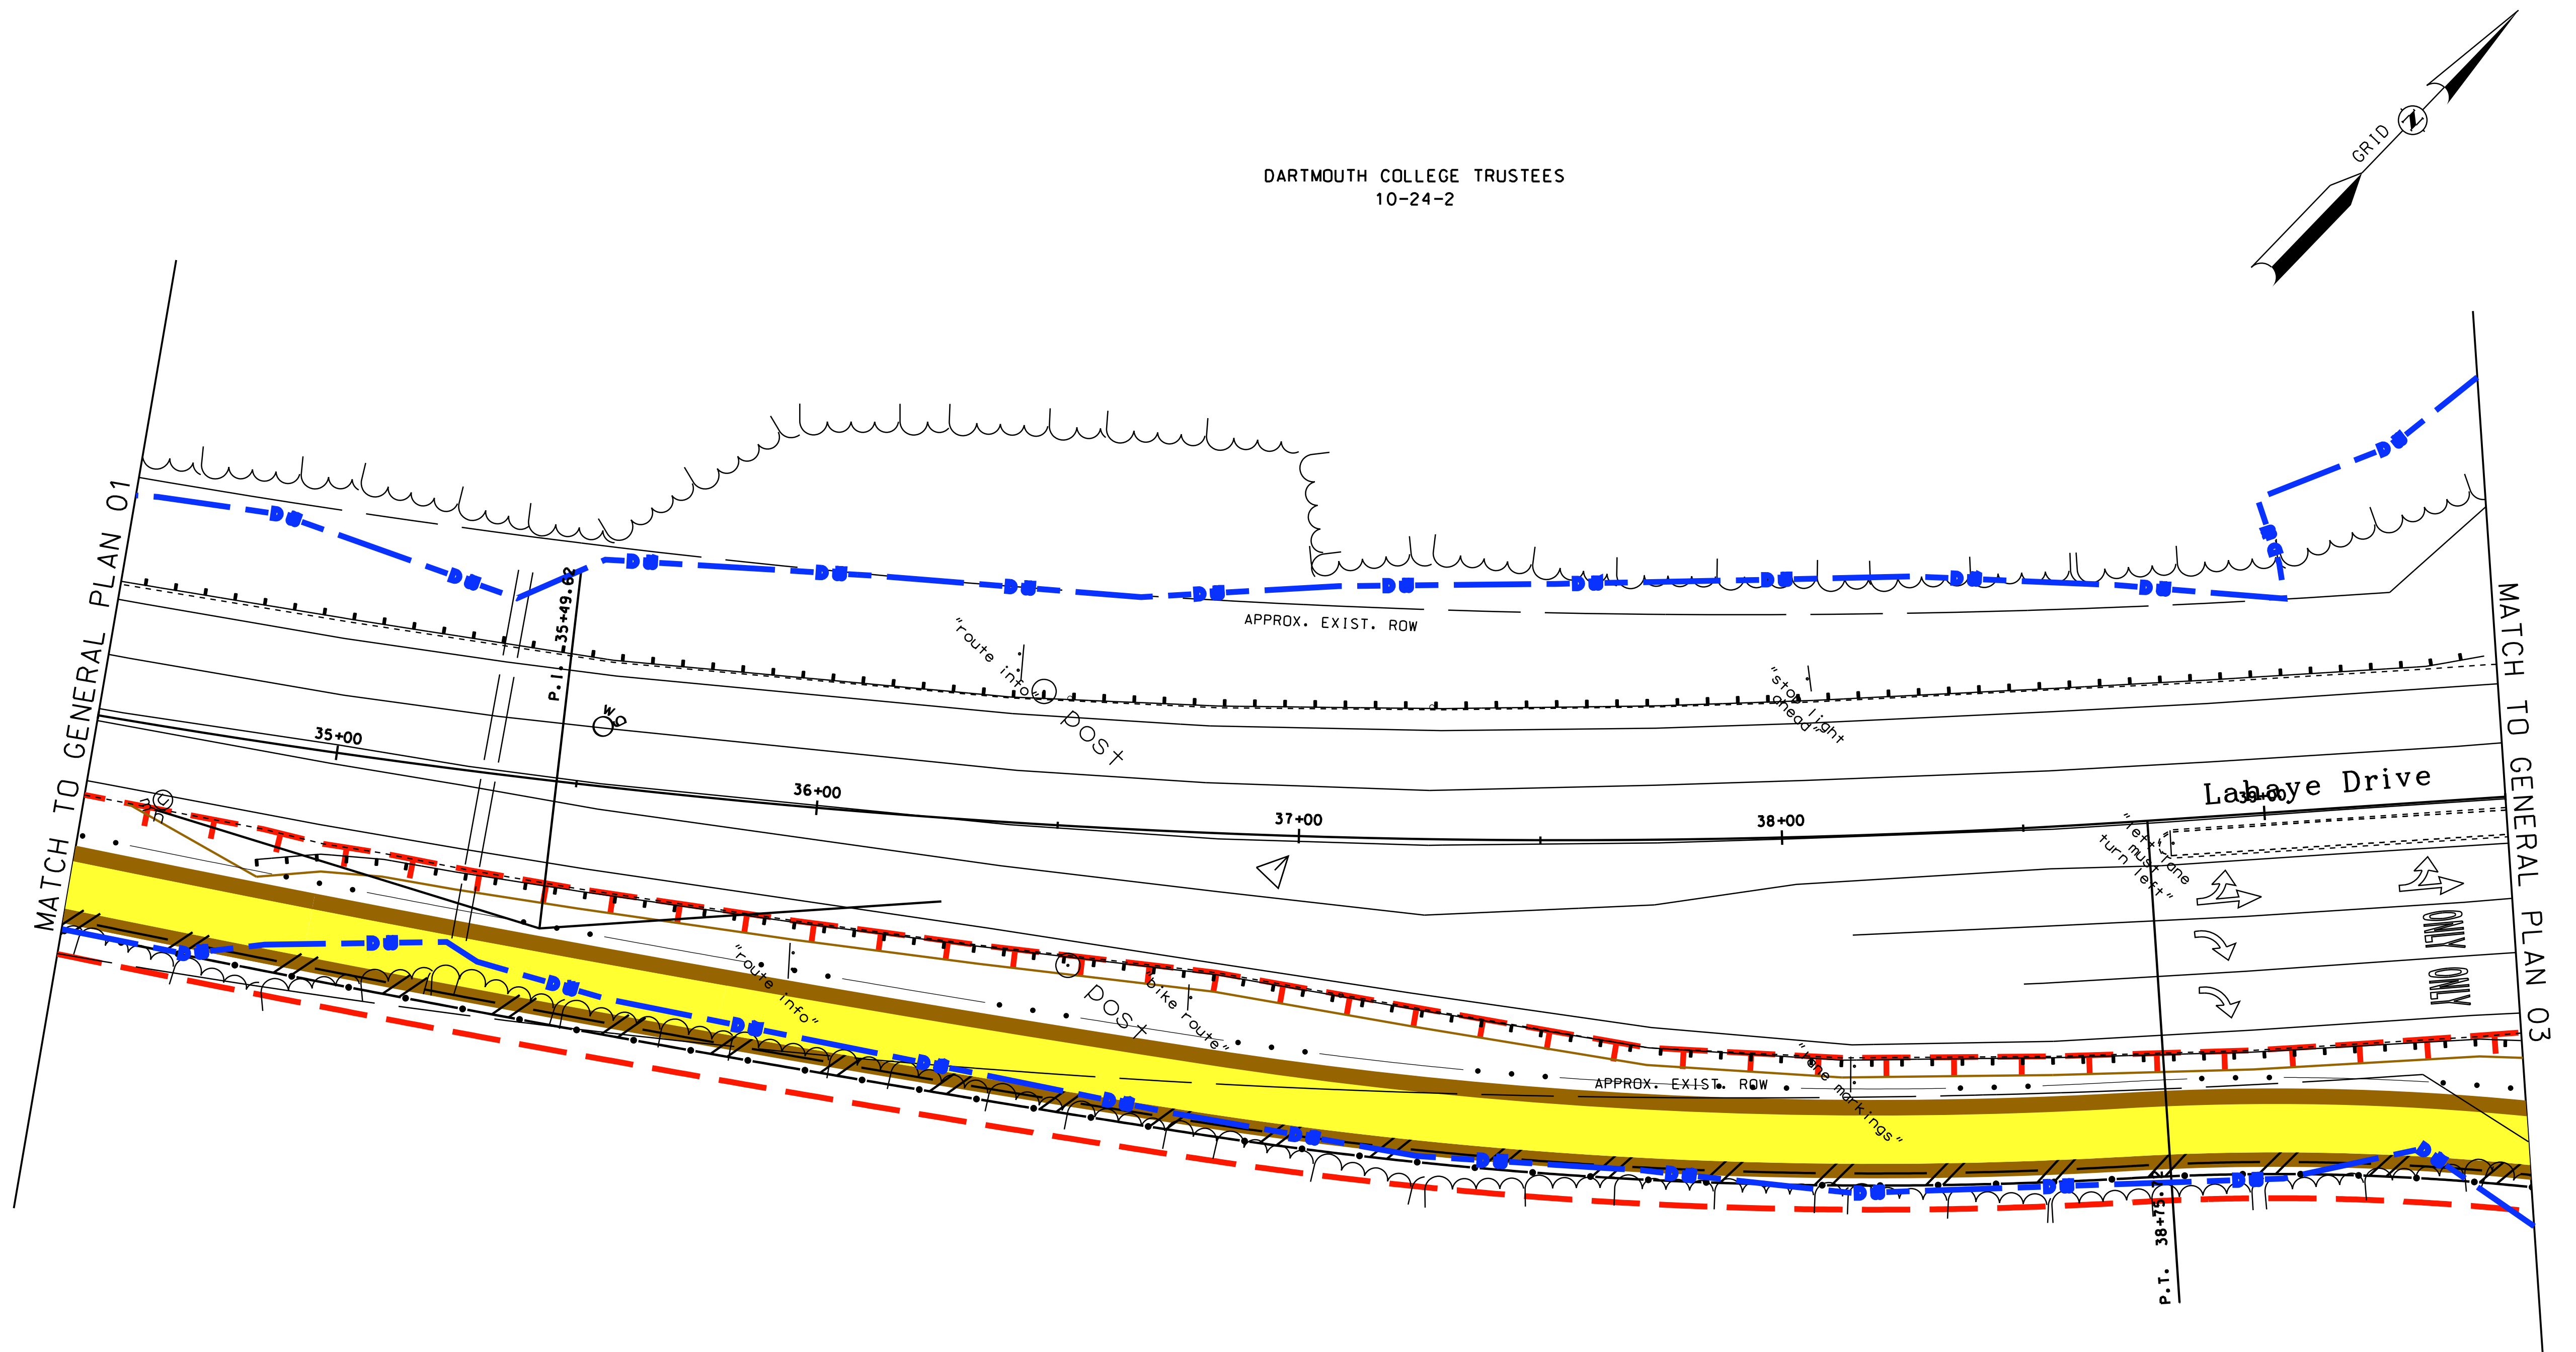 GRID
N
DARTMOUTH COLLEGE TRUSTEES
10-24-2
MATCH TO GENERAL PLAN 01
MATCH TO GENERAL PLAN 03
P.I. 35+49.62
APPROX. EXIST. ROW
"route info"
post
"stop light
ahead"
35+00
36+00
37+00
38+00
39+00
Lahaye Drive
"left lane
must
turn left"
ONLY
ONLY
"route info"
post
"bike route"
APPROX. EXIST. ROW
"lane markings"
P.T.